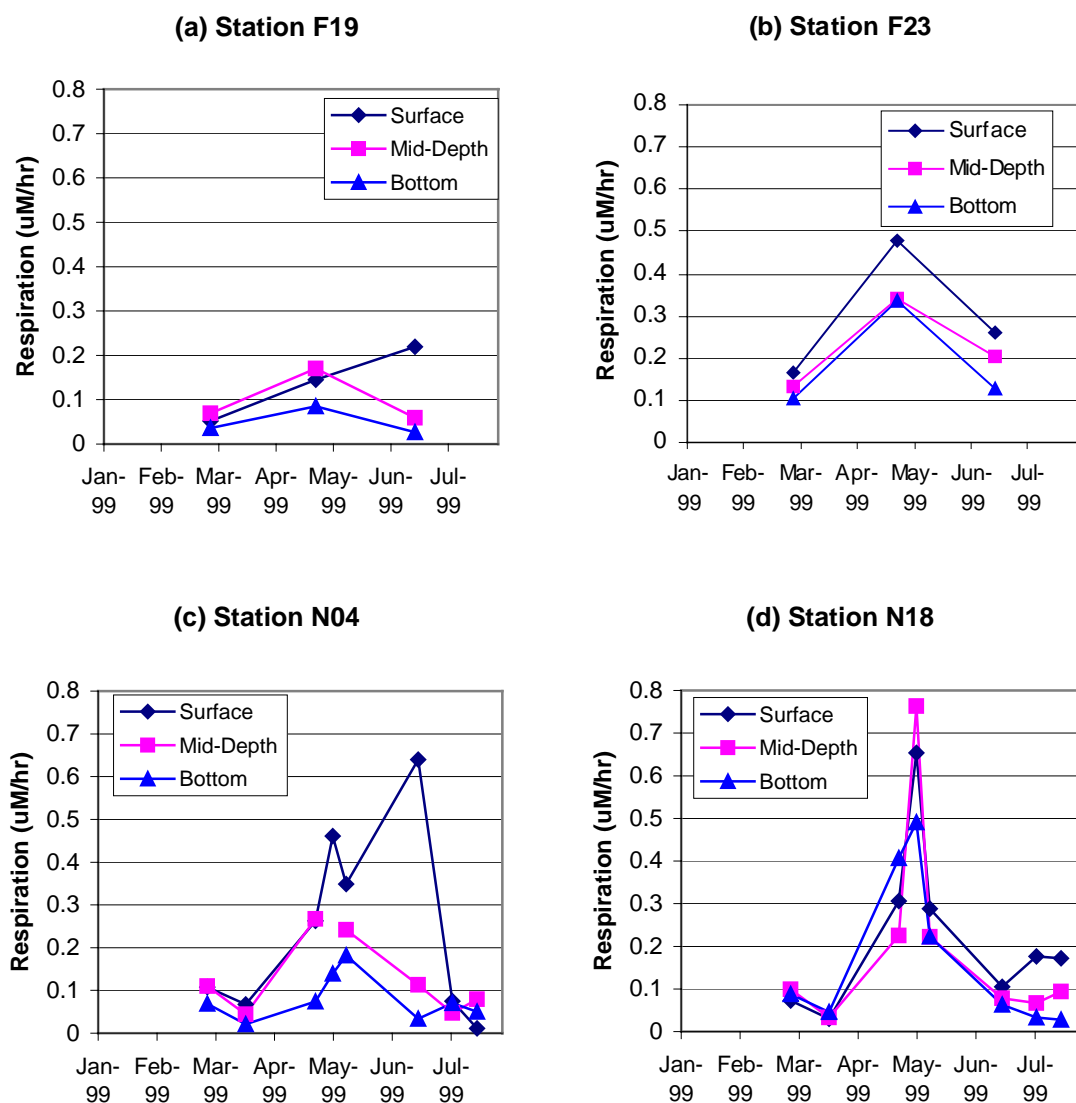 (a) Station F19
Respiration (uM/hr)
0.8
0.7
0.6
0.5
0.4
0.3
0.2
0.1
0
Surface
Mid-Depth
Bottom
Jan- Feb- Mar- Apr- May- Jun- Jul-
99 99 99 99 99 99 99
(b) Station F23
Respiration (uM/hr)
0.8
0.7
0.6
0.5
0.4
0.3
0.2
0.1
0
Surface
Mid-Depth
Bottom
Jan- Feb- Mar- Apr- May- Jun- Jul-
99 99 99 99 99 99 99
(c) Station N04
Respiration (uM/hr)
0.8
0.7
0.6
0.5
0.4
0.3
0.2
0.1
0
Surface
Mid-Depth
Bottom
Jan- Feb- Mar- Apr- May- Jun- Jul-
99 99 99 99 99 99 99
(d) Station N18
Respiration (uM/hr)
0.8
0.7
0.6
0.5
0.4
0.3
0.2
0.1
0
Surface
Mid-Depth
Bottom
Jan- Feb- Mar- Apr- May- Jun- Jul-
99 99 99 99 99 99 99